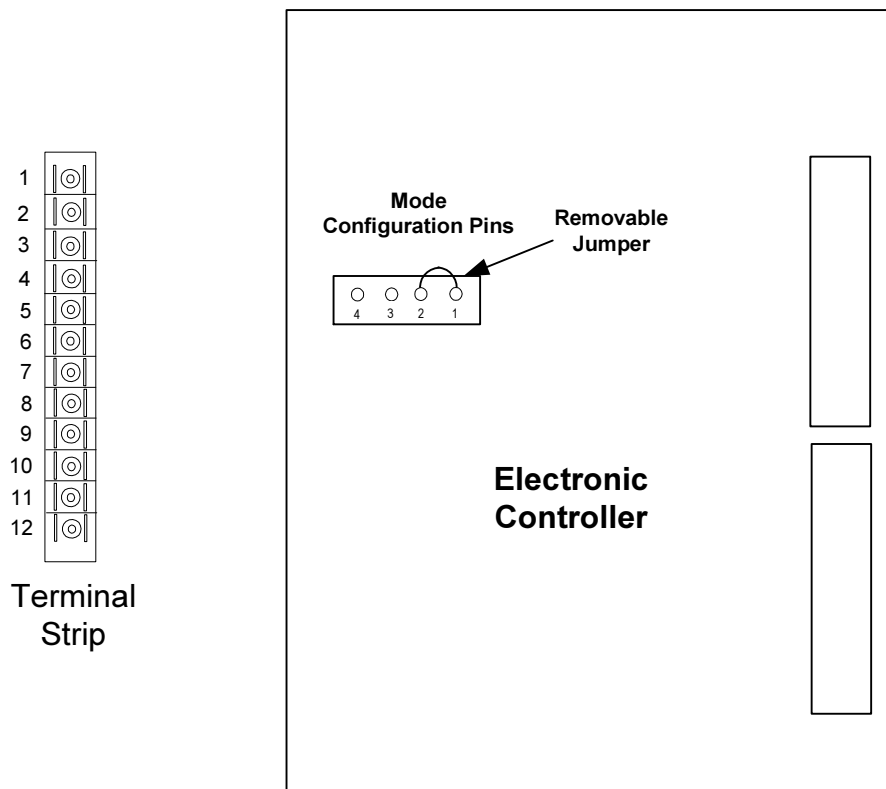 1
2
3
4
5
6
7
8
9
10
11
12
Terminal
Strip
Mode
Configuration Pins
Removable
Jumper
4 3 2 1
Electronic
Controller